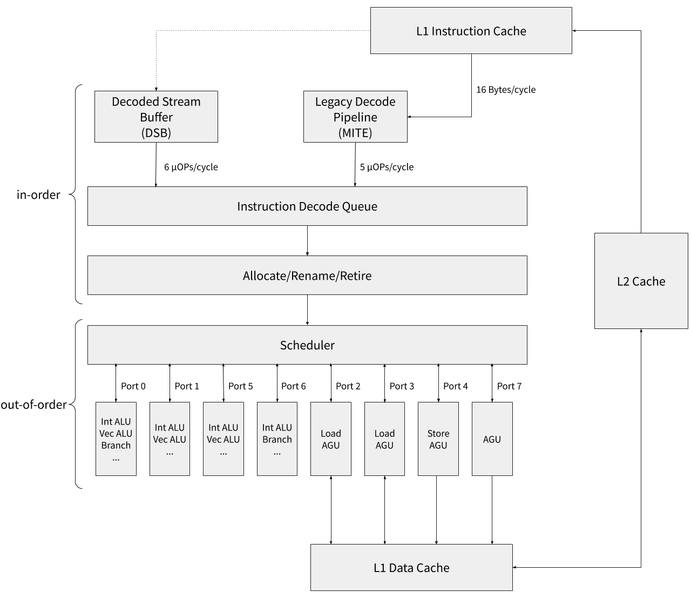 L1 Instruction Cache
16 Bytes/cycle
Decoded Stream
Buffer
(DSB)
Legacy Decode
Pipeline
(MITE)
6 µOPs/cycle
5 µOPs/cycle
in-order
Instruction Decode Queue
Allocate/Rename/Retire
L2 Cache
Scheduler
out-of-order
Port 0
Port 1
Port 5
Port 6
Port 2
Port 3
Port 4
Port 7
Int ALU
Vec ALU
Branch
...
Int ALU
Vec ALU
...
Int ALU
Vec ALU
...
Int ALU
Branch
...
Load
AGU
Load
AGU
Store
AGU
AGU
L1 Data Cache